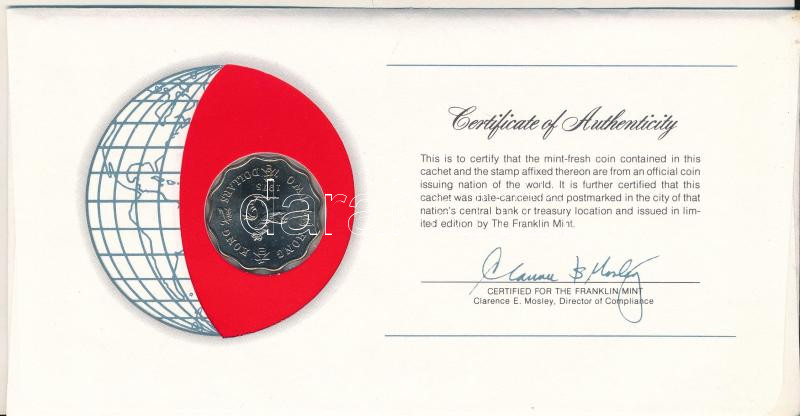 Certificate of Authenticity
This is to certify that the mint-fresh coin contained in this
cachet and the stamp affixed thereon are from an official coin
issuing nation of the world. It is further certified that this
cachet was date-cancelled and postmarked in the city of that
nation's central bank or treasury location and issued in lim-
ited edition by The Franklin Mint.
Clarence E. Mosley
CERTIFIED FOR THE FRANKLIN MINT
Clarence E. Mosley, Director of Compliance
HONG KONG
TWO DOLLARS
1975